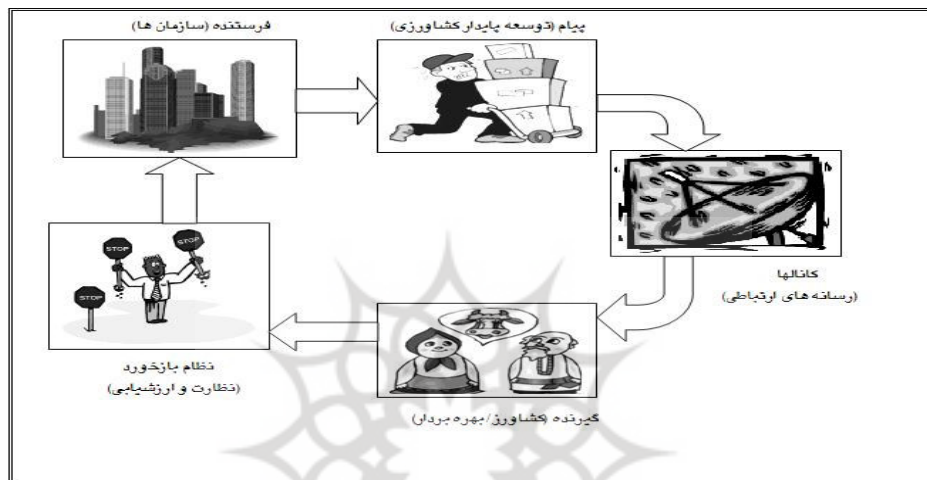 پیام (توسعه پایدار کشاورزی)
فرستنده (سازمان ها)
کانالها
(رسانه های ارتباطی)
گیرنده (کشاورز/ بهره بردار)
نظام بازخورد
(نظارت و ارزشیابی)
STOP
STOP
STOP